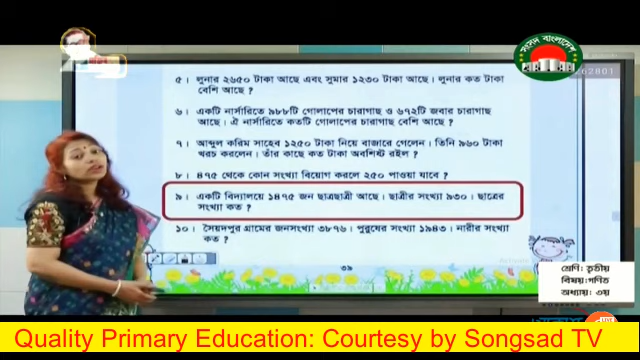 সংসদ বাংলাদেশ
৫। লুনার ২৬৫০ টাকা আছে এবং সুমার ১২৩০ টাকা আছে। লুনার কত টাকা
বেশি আছে ?
৬। একটি নার্সারিতে ৯৮৮টি গোলাপের চারাগাছ ও ৬৭২টি জবার চারাগাছ
আছে। ঐ নার্সারিতে কতটি গোলাপের চারাগাছ বেশি আছে ?
৭। আব্দুল করিম সাহেব ১২৫০ টাকা নিয়ে বাজারে গেলেন। তিনি ৯৬০ টাকা
খরচ করলেন। তাঁর কাছে কত টাকা অবশিষ্ট রইল ?
৮। ৪৭৫ থেকে কোন সংখ্যা বিয়োগ করলে ২৫০ পাওয়া যাবে ?
৯। একটি বিদ্যালয়ে ১৪৭৫ জন ছাত্রছাত্রী আছে। ছাত্রীর সংখ্যা ৯৩০। ছাত্রের
সংখ্যা কত ?
১০। সৈয়দপুর গ্রামের জনসংখ্যা ৩৮৭৬। পুরুষের সংখ্যা ১৯৪৩। নারীর সংখ্যা
কত ?
৩৯
শ্রেণি: তৃতীয়
বিষয়:গণিত
অধ্যায়: ৩য়
LIVE
Quality Primary Education: Courtesy by Songsad TV